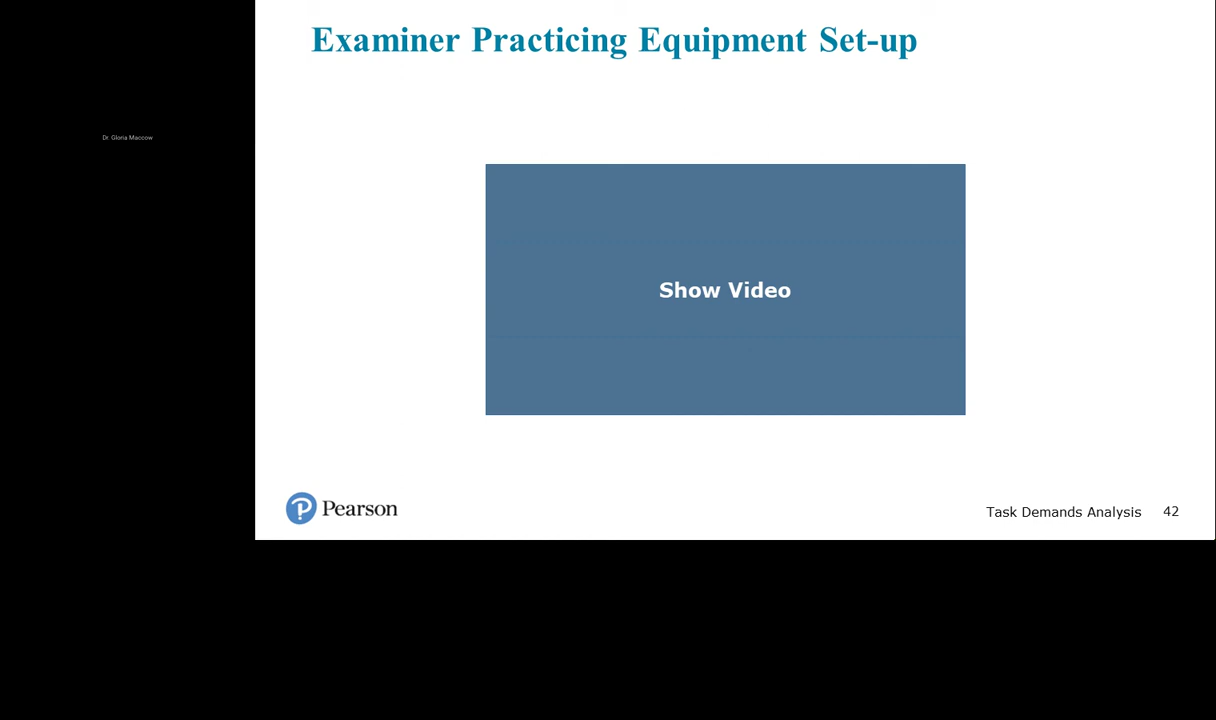 Examiner Practicing Equipment Set-up
Dr. Gloria Maccow
Show Video
Pearson
Task Demands Analysis 42